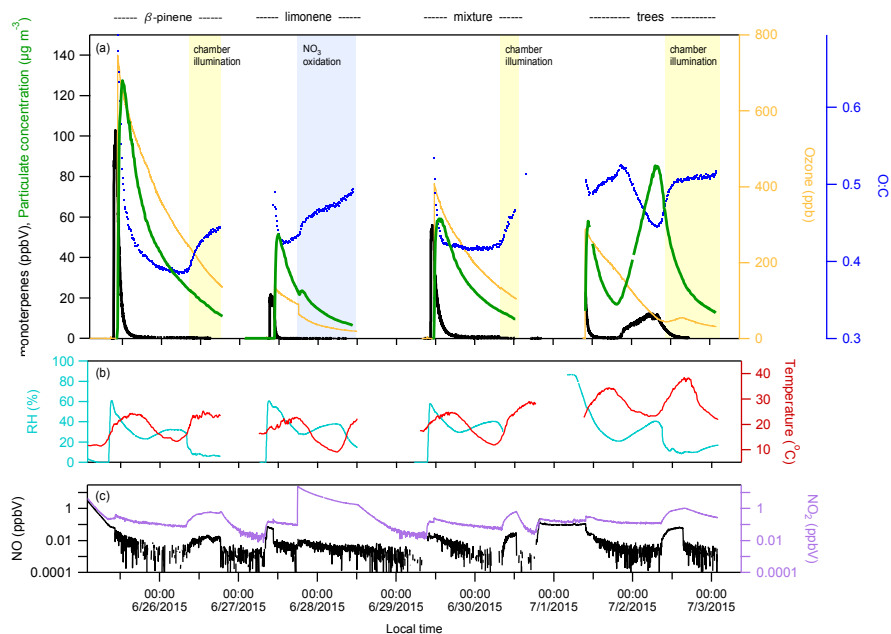 ------ β-pinene ------------
----- limonene ------------
----- mixture ------------
------------ trees ------------
(a)
chamber
illumination
NO3
oxidation
chamber
illumination
chamber
illumination
monoterpenes (ppbV), Particulate concentration (µg m-3)
140
120
100
80
60
40
20
0
800
600
400
200
0
Ozone (ppb)
0.6
0.5
0.4
0.3
O:C
(b)
RH (%)
100
80
60
40
20
0
40
30
20
10
Temperature (oC)
(c)
NO (ppbV)
1
0.01
0.0001
1
0.01
0.0001
NO2 (ppbV)
00:00
6/26/2015
00:00
6/27/2015
00:00
6/28/2015
00:00
6/29/2015
00:00
6/30/2015
00:00
7/1/2015
00:00
7/2/2015
00:00
7/3/2015
Local time